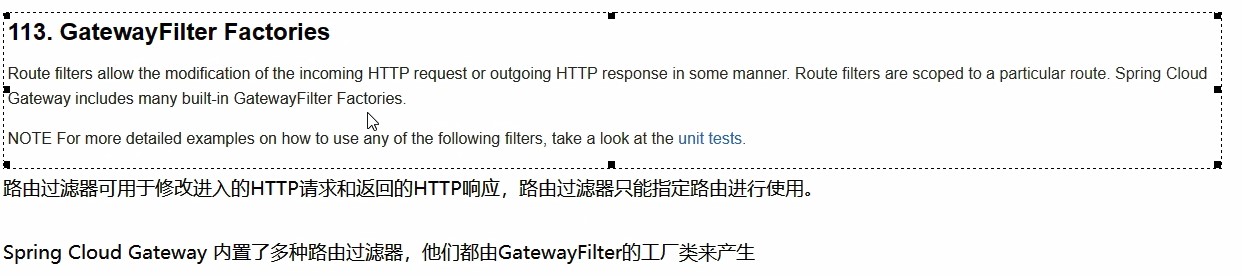 113. GatewayFilter Factories
Route filters allow the modification of the incoming HTTP request or outgoing HTTP response in some manner. Route filters are scoped to a particular route. Spring Cloud
Gateway includes many built-in GatewayFilter Factories.
NOTE For more detailed examples on how to use any of the following filters, take a look at the unit tests.
路由过滤器可用于修改进入的HTTP请求和返回的HTTP响应，路由过滤器只能指定路由进行使用。
Spring Cloud Gateway 内置了多种路由过滤器，他们都由GatewayFilter的工厂类来产生